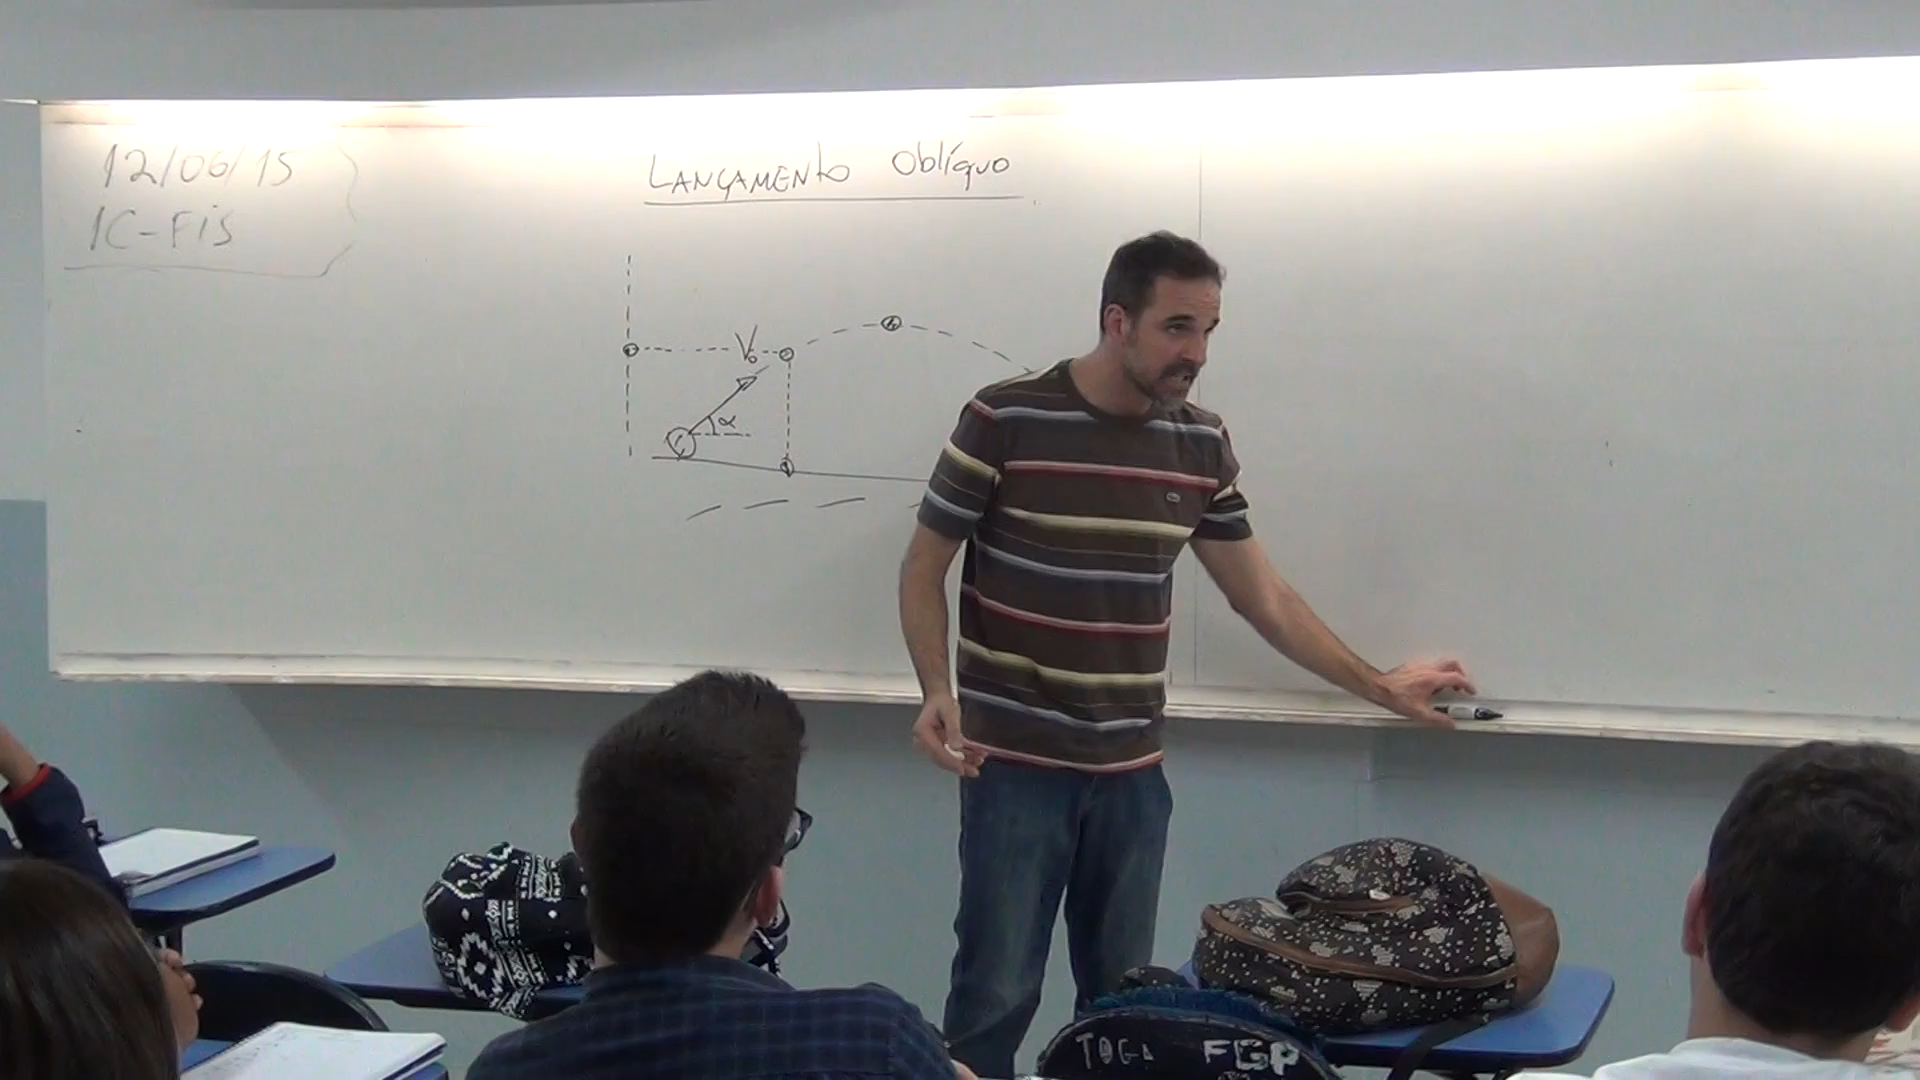 12/06/15
1C-Fis
Lançamento Oblíquo
V₀
α
TOGA FGP